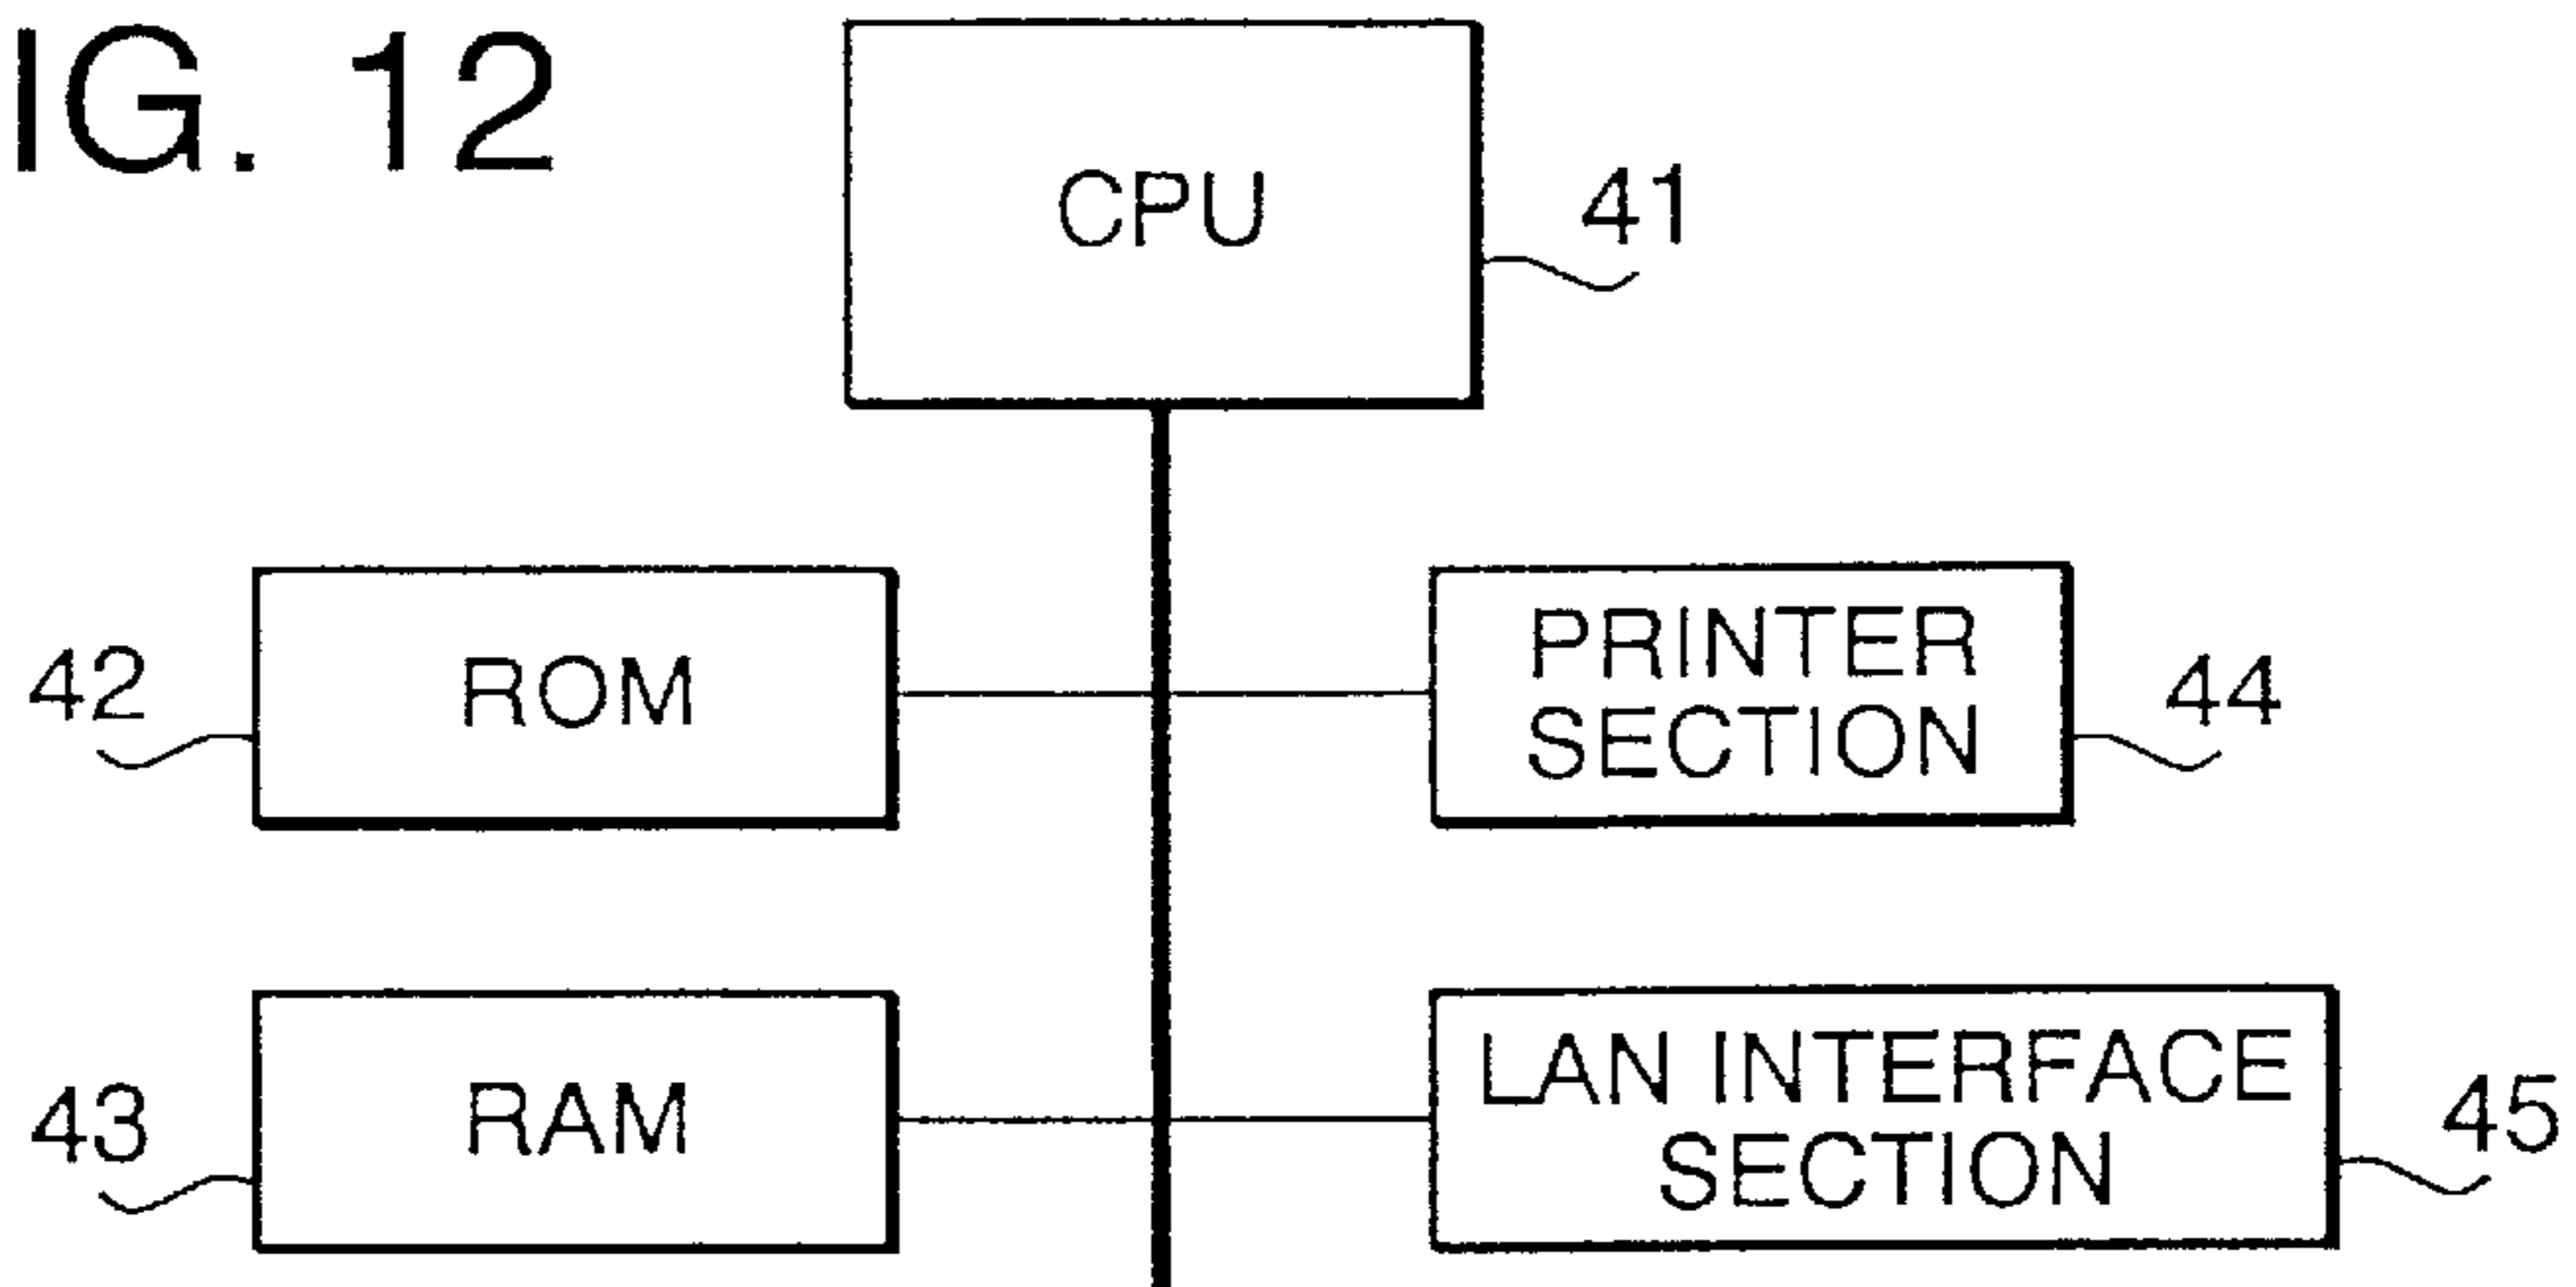 IG. 12
CPU
41
42
ROM
PRINTER
SECTION
44
43
RAM
LAN INTERFACE
SECTION
45